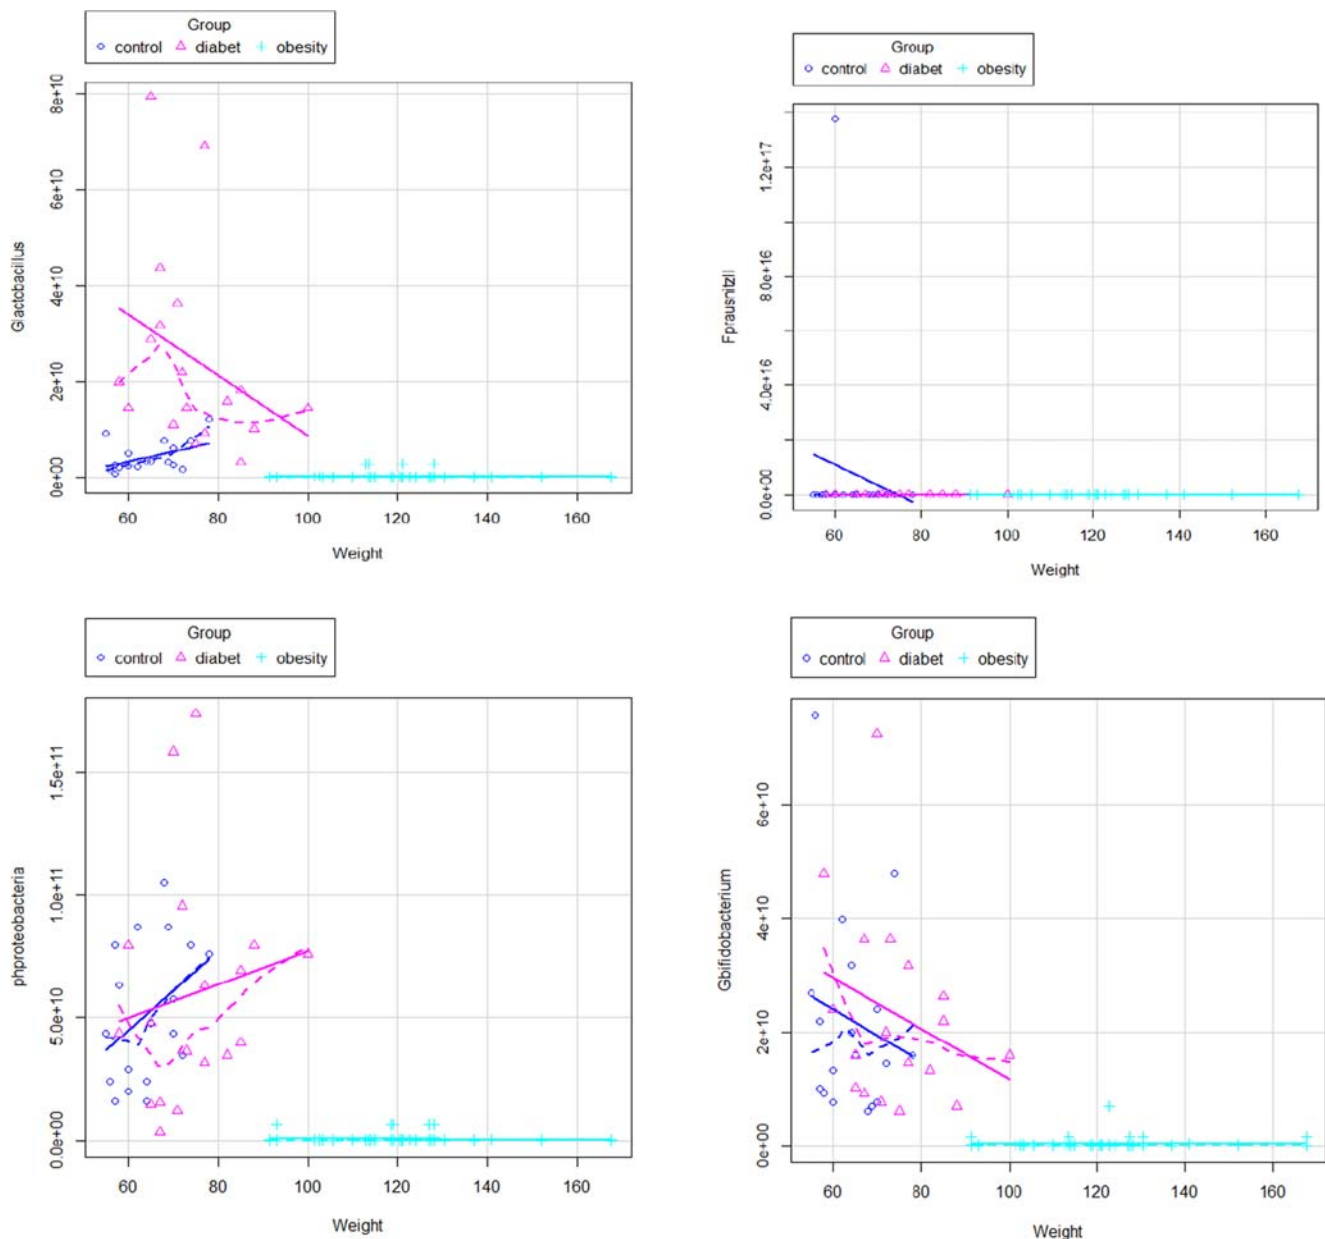 Group
control diabet obesity
Glactobacillus
8e+10
6e+10
4e+10
2e+10
0e+00
60 80 100 120 140 160
Weight
Group
control diabet obesity
Fprausnitzii
1.2e+17
8.0e+16
4.0e+16
0.0e+00
60 80 100 120 140 160
Weight
Group
control diabet obesity
phproteobacteria
1.5e+11
1.0e+11
5.0e+10
0.0e+00
60 80 100 120 140 160
Weight
Group
control diabet obesity
Gbifidobacterium
6e+10
4e+10
2e+10
0e+00
60 80 100 120 140 160
Weight